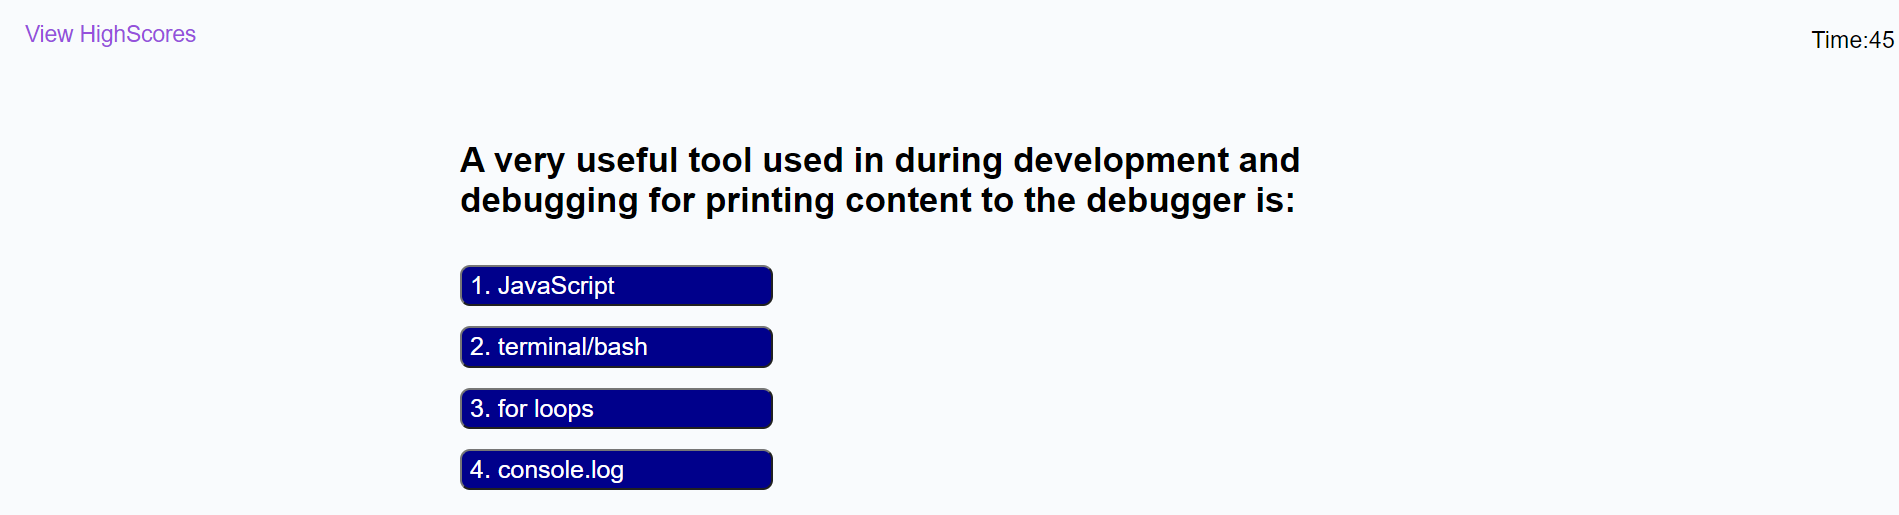 View HighScores
Time:45
A very useful tool used in during development and
debugging for printing content to the debugger is:
1. JavaScript
2. terminal/bash
3. for loops
4. console.log